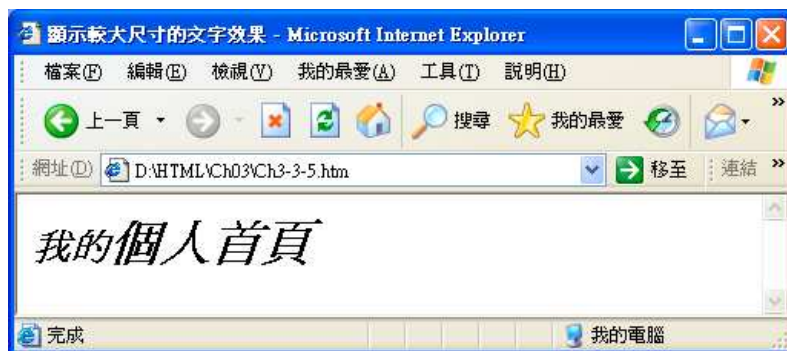 顯示較大尺寸的文字效果 - Microsoft Internet Explorer
檔案(F) 編輯(E) 檢視(V) 我的最愛(A) 工具(T) 說明(H)
上一頁 搜尋 我的最愛 »
網址(D) D:\HTML\Ch03\Ch3-3-5.htm 移至 連結 »
我的個人首頁
完成 我的電腦